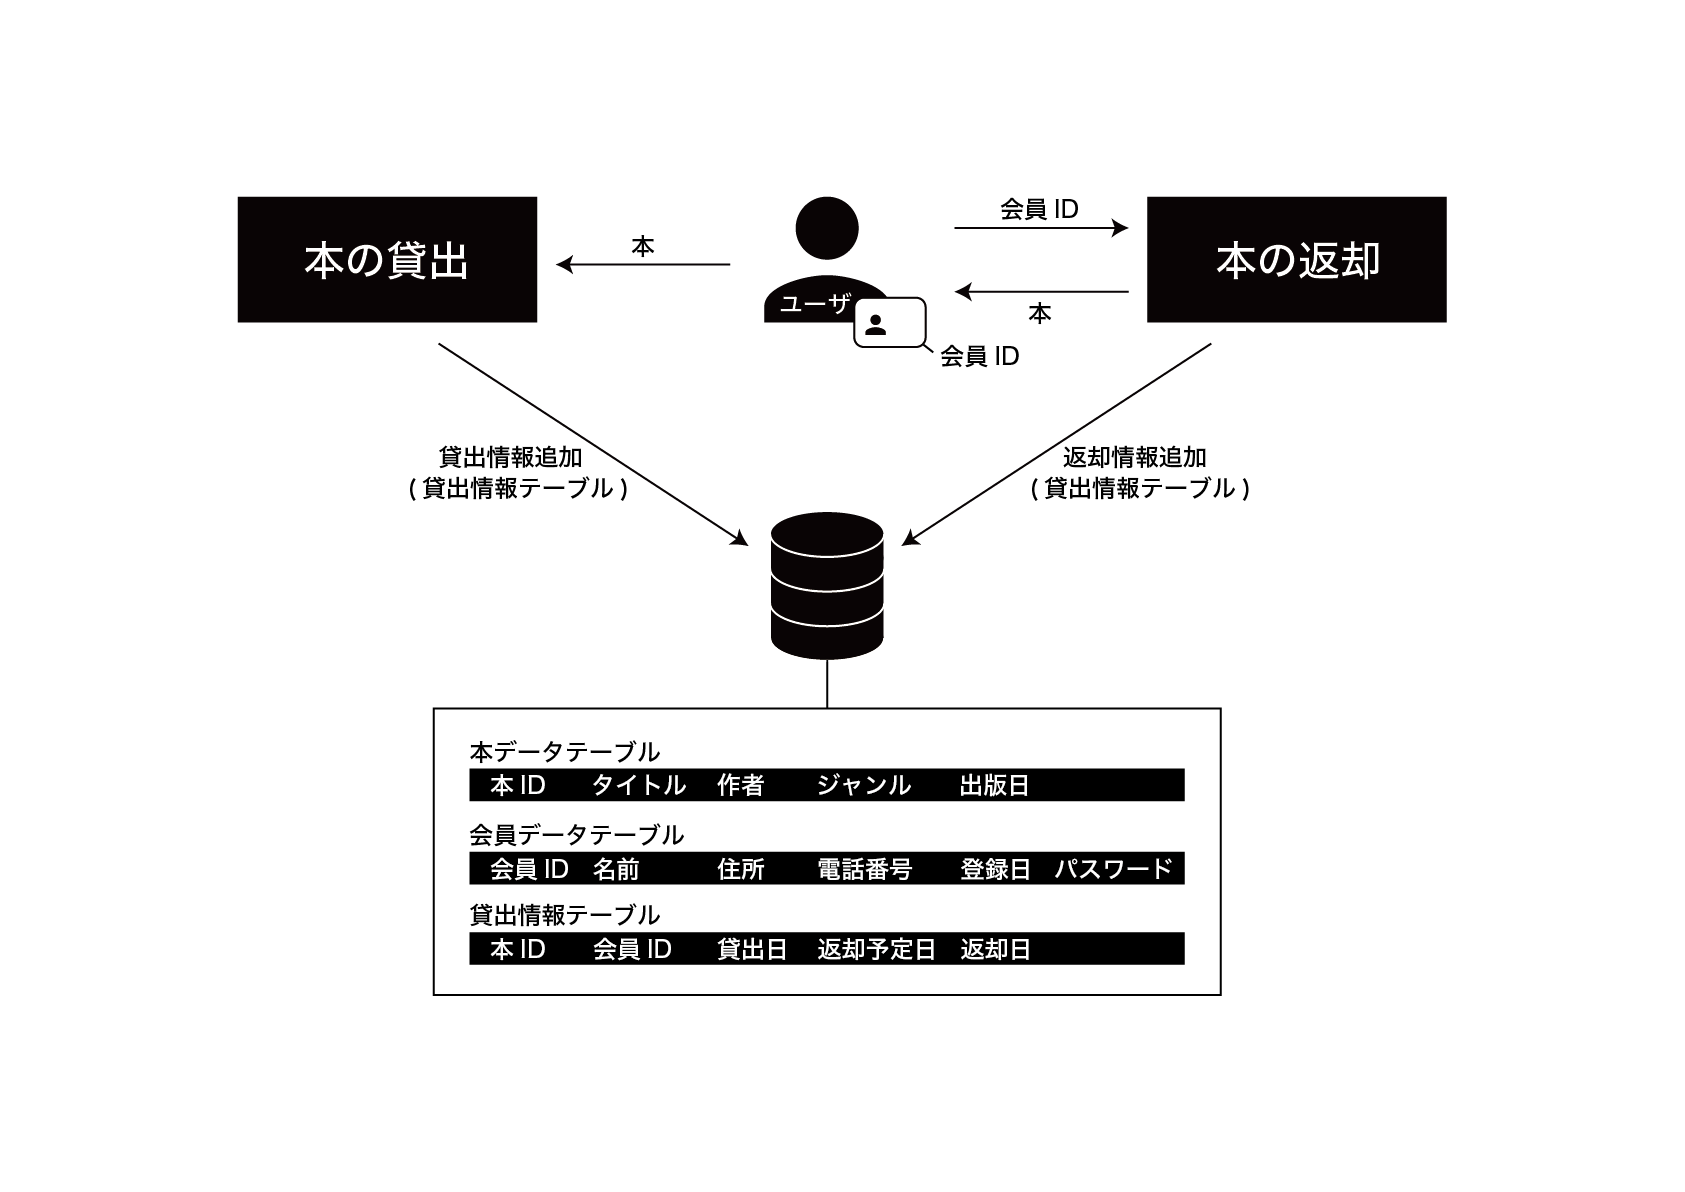 本の貸出
本
ユーザ
会員 ID
会員 ID
本
本の返却
貸出情報追加
( 貸出情報テーブル )
返却情報追加
( 貸出情報テーブル )
本データテーブル
本 ID タイトル 作者 ジャンル 出版日
会員データテーブル
会員 ID 名前 住所 電話番号 登録日 パスワード
貸出情報テーブル
本 ID 会員 ID 貸出日 返却予定日 返却日